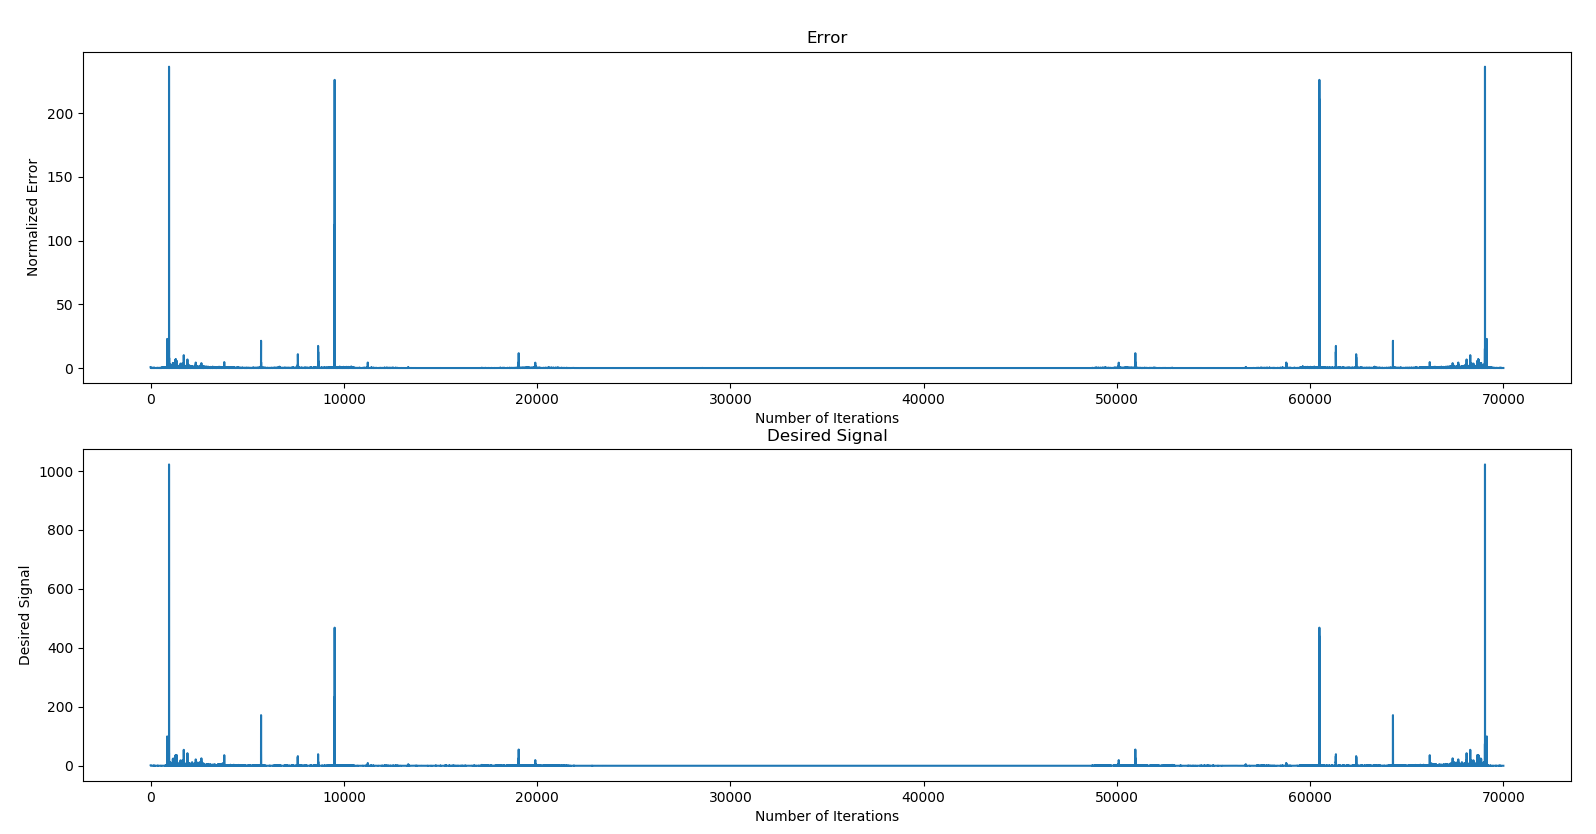 Error
Normalized Error
200
150
100
50
0
0 10000 20000 30000 40000 50000 60000 70000
Number of Iterations
Desired Signal
Desired Signal
1000
800
600
400
200
0
0 10000 20000 30000 40000 50000 60000 70000
Number of Iterations